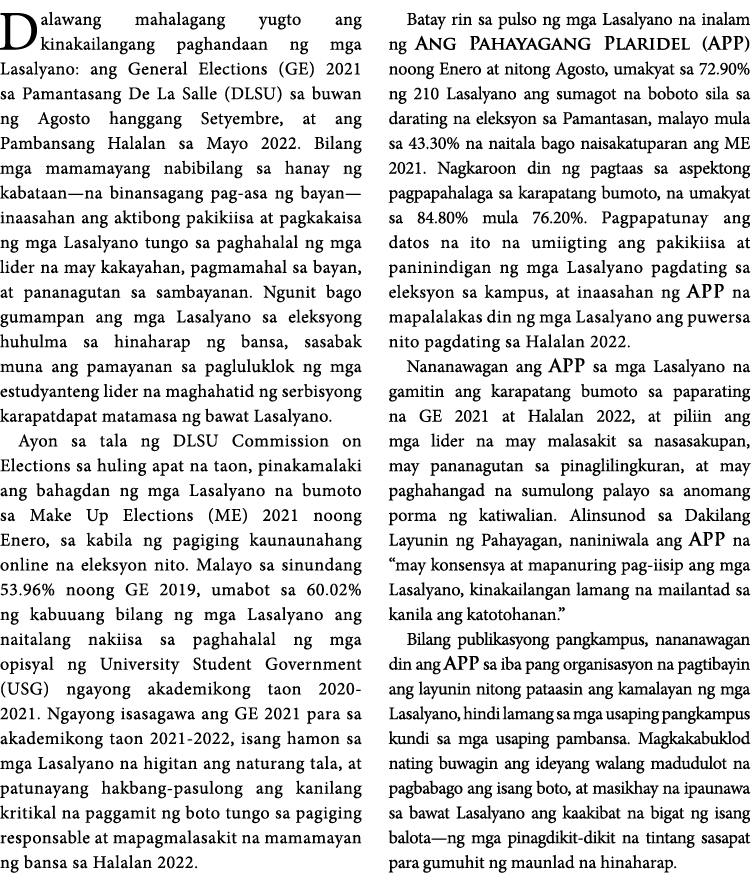 Dalawang mahalagang yugto ang
kinakailangang paghandaan ng mga
Lasalyano: ang General Elections (GE) 2021
sa Pamantasang De La Salle (DLSU) sa buwan
ng Agosto hanggang Setyembre, at ang
Pambansang Halalan sa Mayo 2022. Bilang
mga mamamayang nabibilang sa hanay ng
kabataan—na binansagang pag-asa ng bayan—
inaasahan ang aktibong pakikiisa at pagkakaisa
ng mga Lasalyano tungo sa paghahalal ng mga
lider na may kakayahan, pagmamahal sa bayan,
at pananagutan sa sambayanan. Ngunit bago
gumampan ang mga Lasalyano sa eleksyong
huhulma sa hinaharap ng bansa, sasabak
muna ang pamayanan sa pagluluklok ng mga
estudyanteng lider na maghahatid ng serbisyong
karapatdapat matamasa ng bawat Lasalyano.
Ayon sa tala ng DLSU Commission on
Elections sa huling apat na taon, pinakamalaki
ang bahagdan ng mga Lasalyano na bumoto
sa Make Up Elections (ME) 2021 noong
Enero, sa kabila ng pagiging kaunaunahang
online na eleksyon nito. Malayo sa sinundang
53.96% noong GE 2019, umabot sa 60.02%
ng kabuuang bilang ng mga Lasalyano ang
naitalang nakiisa sa paghahalal ng mga
opisyal ng University Student Government
(USG) ngayong akademikong taon 2020-
2021. Ngayong isasagawa ang GE 2021 para sa
akademikong taon 2021-2022, isang hamon sa
mga Lasalyano na higitan ang naturang tala, at
patunayang hakbang-pasulong ang kanilang
kritikal na paggamit ng boto tungo sa pagiging
responsable at mapagmalasakit na mamamayan
ng bansa sa Halalan 2022.
Batay rin sa pulso ng mga Lasalyano na inalam
ng ANG PAHAYAGANG PLARIDEL (APP)
noong Enero at nitong Agosto, umakyat sa 72.90%
ng 210 Lasalyano ang sumagot na boboto sila sa
darating na eleksyon sa Pamantasan, malayo mula
sa 43.30% na naitala bago naisakatuparan ang ME
2021. Nagkaroon din ng pagtaas sa aspektong
pagpapahalaga sa karapatang bumoto, na umakyat
sa 84.80% mula 76.20%. Pagpapatunay ang
datos na ito na umiigting ang pakikiisa at
paninindigan ng mga Lasalyano pagdating sa
eleksyon sa kampus, at inaasahan ng APP na
mapalalakas din ng mga Lasalyano ang puwersa
nito pagdating sa Halalan 2022.
Nananawagan ang APP sa mga Lasalyano na
gamitin ang karapatang bumoto sa paparating
na GE 2021 at Halalan 2022, at piliin ang
mga lider na may malasakit sa nasasakupan,
may pananagutan sa pinaglilingkuran, at may
paghahangad na sumulong palayo sa anomang
porma ng katiwalian. Alinsunod sa Dakilang
Layunin ng Pahayagan, naniniwala ang APP na
“may konsensya at mapanuring pag-iisip ang mga
Lasalyano, kinakailangan lamang na mailantad sa
kanila ang katotohanan.”
Bilang publikasyong pangkampus, nananawagan
din ang APP sa iba pang organisasyon na pagtibayin
ang layunin nitong pataasin ang kamalayan ng mga
Lasalyano, hindi lamang sa mga usaping pangkampus
kundi sa mga usaping pambansa. Magkakabuklod
nating buwagin ang ideyang walang madudulot na
pagbabago ang isang boto, at masikhay na ipaunawa
sa bawat Lasalyano ang kaakibat na bigat ng isang
balota—ng mga pinagdikit-dikit na tintang sasapat
para gumuhit ng maunlad na hinaharap.